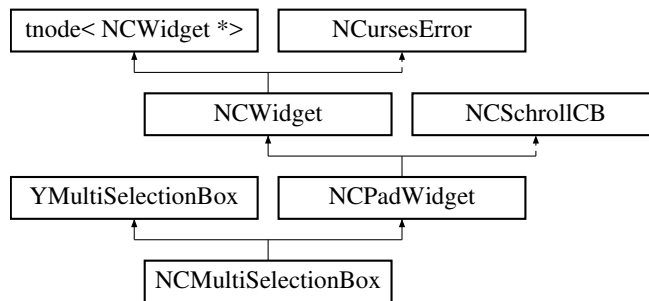 tnode< NCWidget *>
NCursesError
NCWidget
NCSchrollCB
YMultiSelectionBox
NCPadWidget
NCMultiSelectionBox